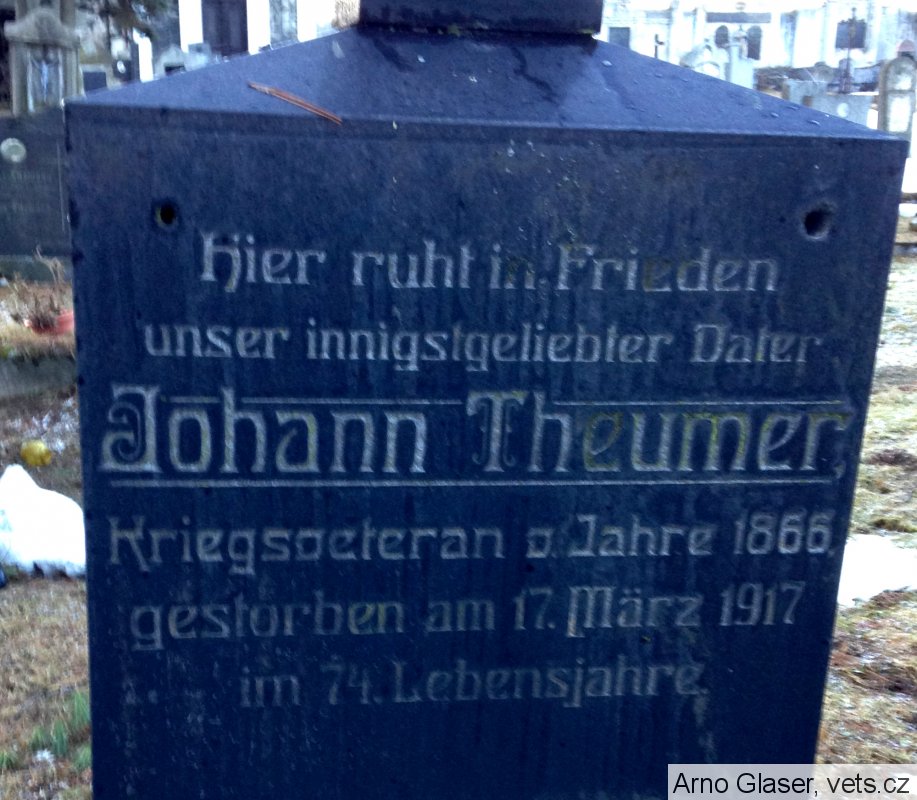 Hier ruht in Frieden
unser innigstgeliebter Vater
Johann Theumer,
Kriegsveteran v. Jahre 1866,
gestorben am 17. März 1917
im 74. Lebensjahre.
Arno Glaser, vets.cz